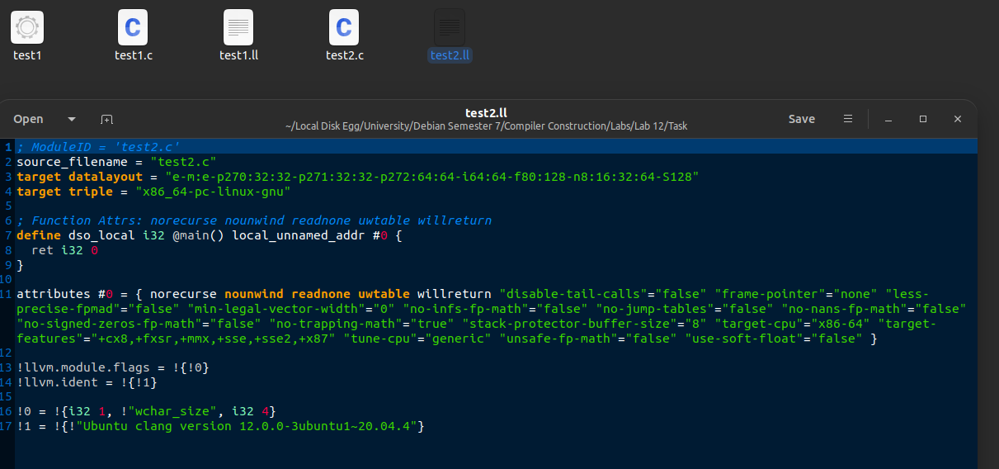 test1
test1.c
test1.ll
test2.c
test2.ll
Open
test2.ll
~/Local Disk Egg/University/Debian Semester 7/Compiler Construction/Labs/Lab 12/Task
Save
1 ; ModuleID = 'test2.c'
2 source_filename = "test2.c"
3 target datalayout = "e-m:e-p270:32:32-p271:32:32-p272:64:64-i64:64-f80:128-n8:16:32:64-S128"
4 target triple = "x86_64-pc-linux-gnu"
5
6 ; Function Attrs: norecurse nounwind readnone uwtable willreturn
7 define dso_local i32 @main() local_unnamed_addr #0 {
8   ret i32 0
9 }
10
11 attributes #0 = { norecurse nounwind readnone uwtable willreturn "disable-tail-calls"="false" "frame-pointer"="none" "less-
precise-fpmad"="false" "min-legal-vector-width"="0" "no-infs-fp-math"="false" "no-jump-tables"="false" "no-nans-fp-math"="false"
"no-signed-zeros-fp-math"="false" "no-trapping-math"="true" "stack-protector-buffer-size"="8" "target-cpu"="x86-64" "target-
features"="+cx8,+fxsr,+mmx,+sse,+sse2,+x87" "tune-cpu"="generic" "unsafe-fp-math"="false" "use-soft-float"="false" }
12
13 !llvm.module.flags = !{!0}
14 !llvm.ident = !{!1}
15
16 !0 = !{i32 1, !"wchar_size", i32 4}
17 !1 = !{!"Ubuntu clang version 12.0.0-3ubuntu1~20.04.4"}